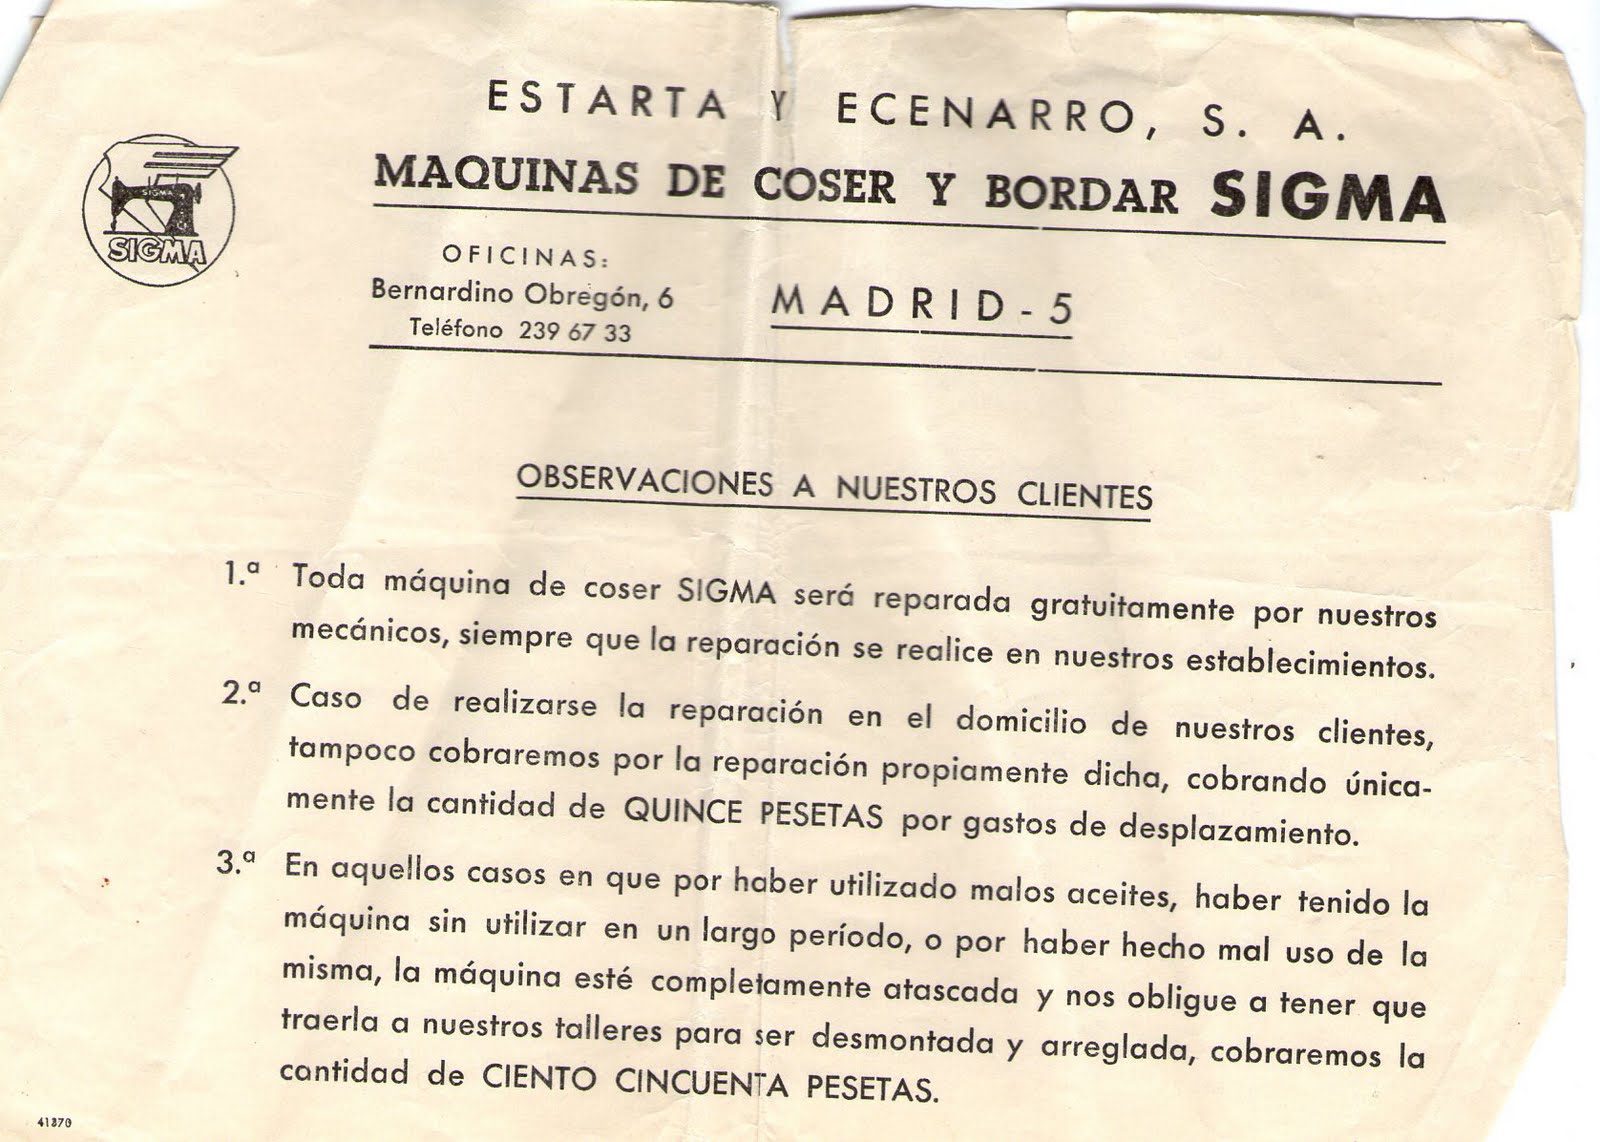 ESTARTA Y ECENARRO, S. A.
MAQUINAS DE COSER Y BORDAR SIGMA
SIGMA
SIGMA
OFICINAS:
Bernardino Obregón, 6
Teléfono 239 67 33
MADRID - 5
OBSERVACIONES A NUESTROS CLIENTES
1.ª Toda máquina de coser SIGMA será reparada gratuitamente por nuestros
mecánicos, siempre que la reparación se realice en nuestros establecimientos.
2.ª Caso de realizarse la reparación en el domicilio de nuestros clientes,
tampoco cobraremos por la reparación propiamente dicha, cobrando única-
mente la cantidad de QUINCE PESETAS por gastos de desplazamiento.
3.ª En aquellos casos en que por haber utilizado malos aceites, haber tenido la
máquina sin utilizar en un largo período, o por haber hecho mal uso de la
misma, la máquina esté completamente atascada y nos obligue a tener que
traerla a nuestros talleres para ser desmontada y arreglada, cobraremos la
cantidad de CIENTO CINCUENTA PESETAS.
41370